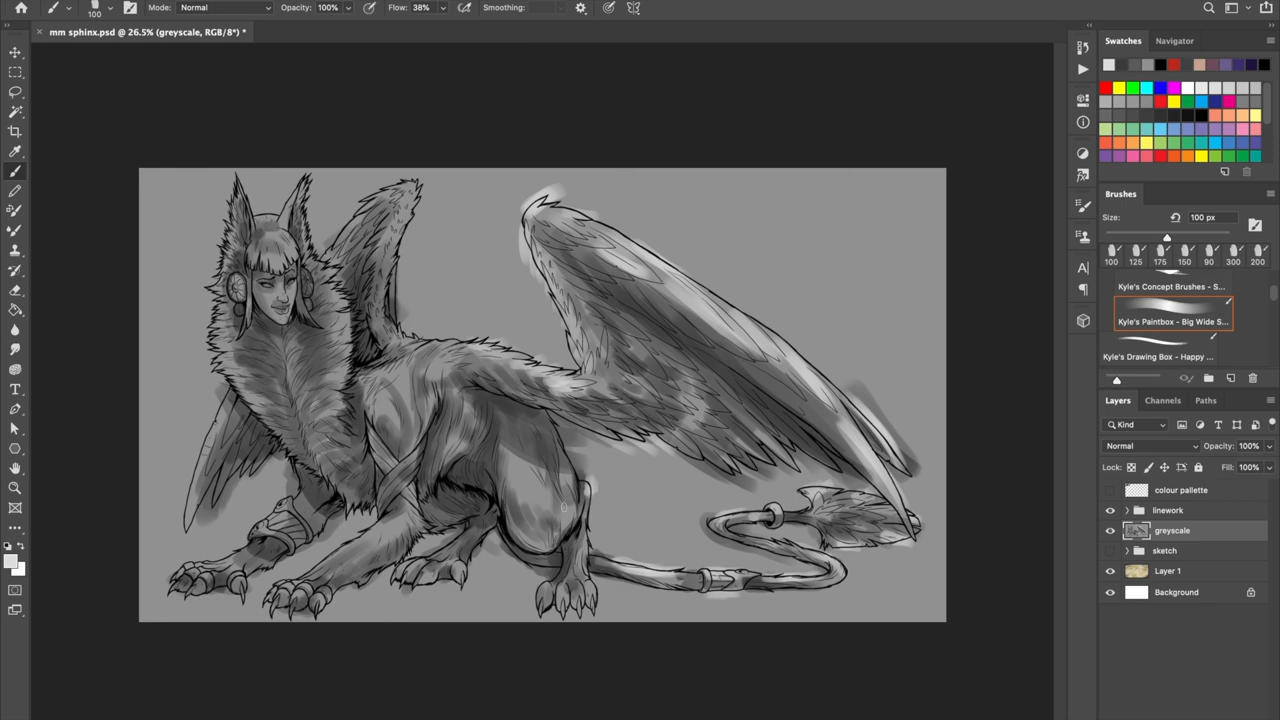 Mode: Normal Opacity: 100% Flow: 38% Smoothing:
100
mm sphinx.psd @ 26.5% (greyscale, RGB/8*) *
Swatches Navigator
Brushes
Size: 100 px
100 125 175 150 90 300 200
Kyle's Concept Brushes - S...
Kyle's Paintbox - Big Wide S...
Kyle's Drawing Box - Happy ...
Layers Channels Paths
Kind
Normal Opacity: 100%
Lock: Fill: 100%
colour palette
linework
greyscale
sketch
Layer 1
Background